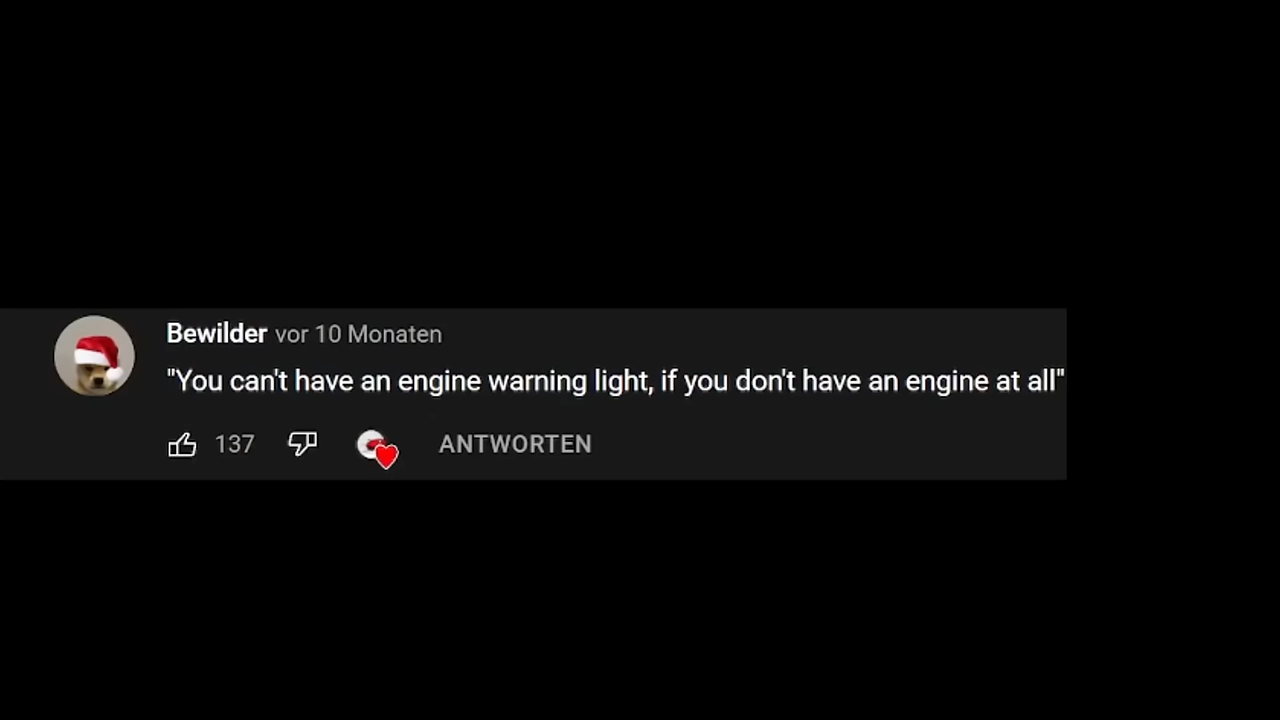 Bewilder vor 10 Monaten
"You can't have an engine warning light, if you don't have an engine at all"
137 ANTWORTEN